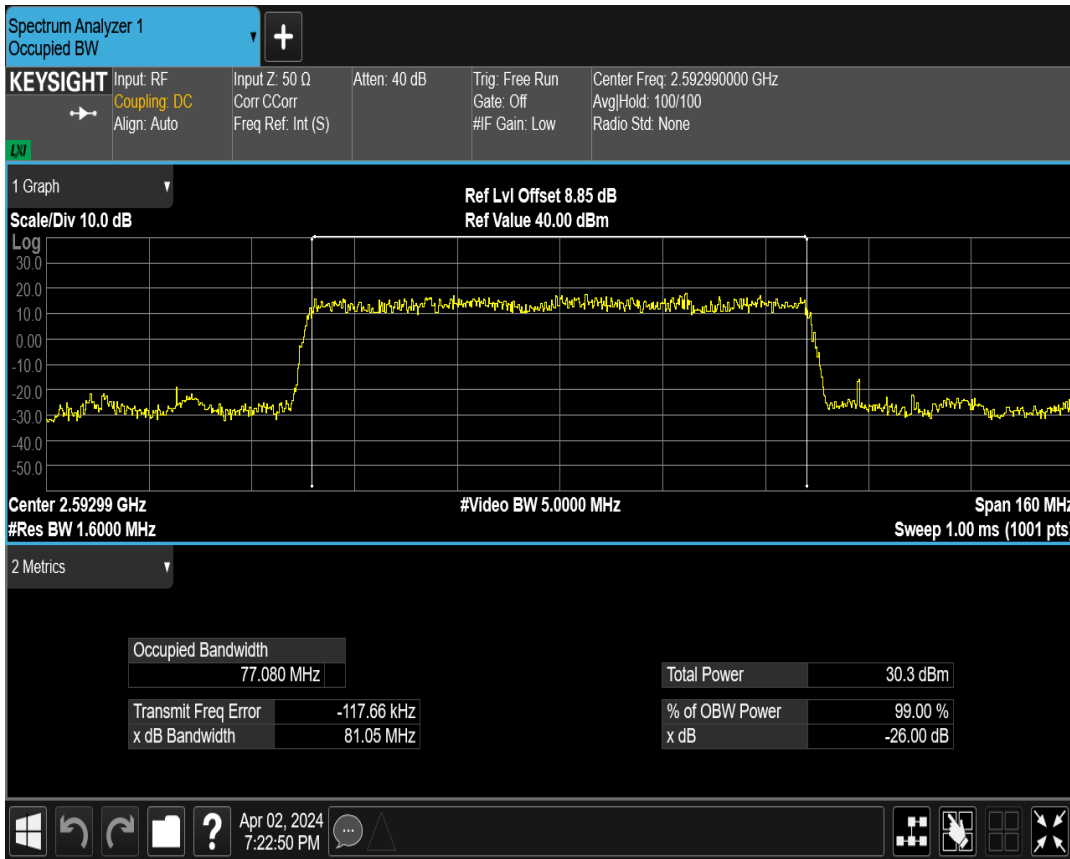 Spectrum Analyzer 1
Occupied BW
+
KEYSIGHT
LXI
Input: RF
Coupling: DC
Align: Auto
Input Z: 50 Ω
Corr CCorr
Freq Ref: Int (S)
Atten: 40 dB
Trig: Free Run
Gate: Off
#IF Gain: Low
Center Freq: 2.592990000 GHz
Avg|Hold: 100/100
Radio Std: None
1 Graph
Scale/Div 10.0 dB
Ref Lvl Offset 8.85 dB
Ref Value 40.00 dBm
Log
30.0
20.0
10.0
0.00
-10.0
-20.0
-30.0
-40.0
-50.0
Center 2.59299 GHz
#Video BW 5.0000 MHz
Span 160 MHz
#Res BW 1.6000 MHz
Sweep 1.00 ms (1001 pts)
2 Metrics
Occupied Bandwidth
77.080 MHz
Transmit Freq Error -117.66 kHz
x dB Bandwidth 81.05 MHz
Total Power 30.3 dBm
% of OBW Power 99.00 %
x dB -26.00 dB
?
Apr 02, 2024
7:22:50 PM